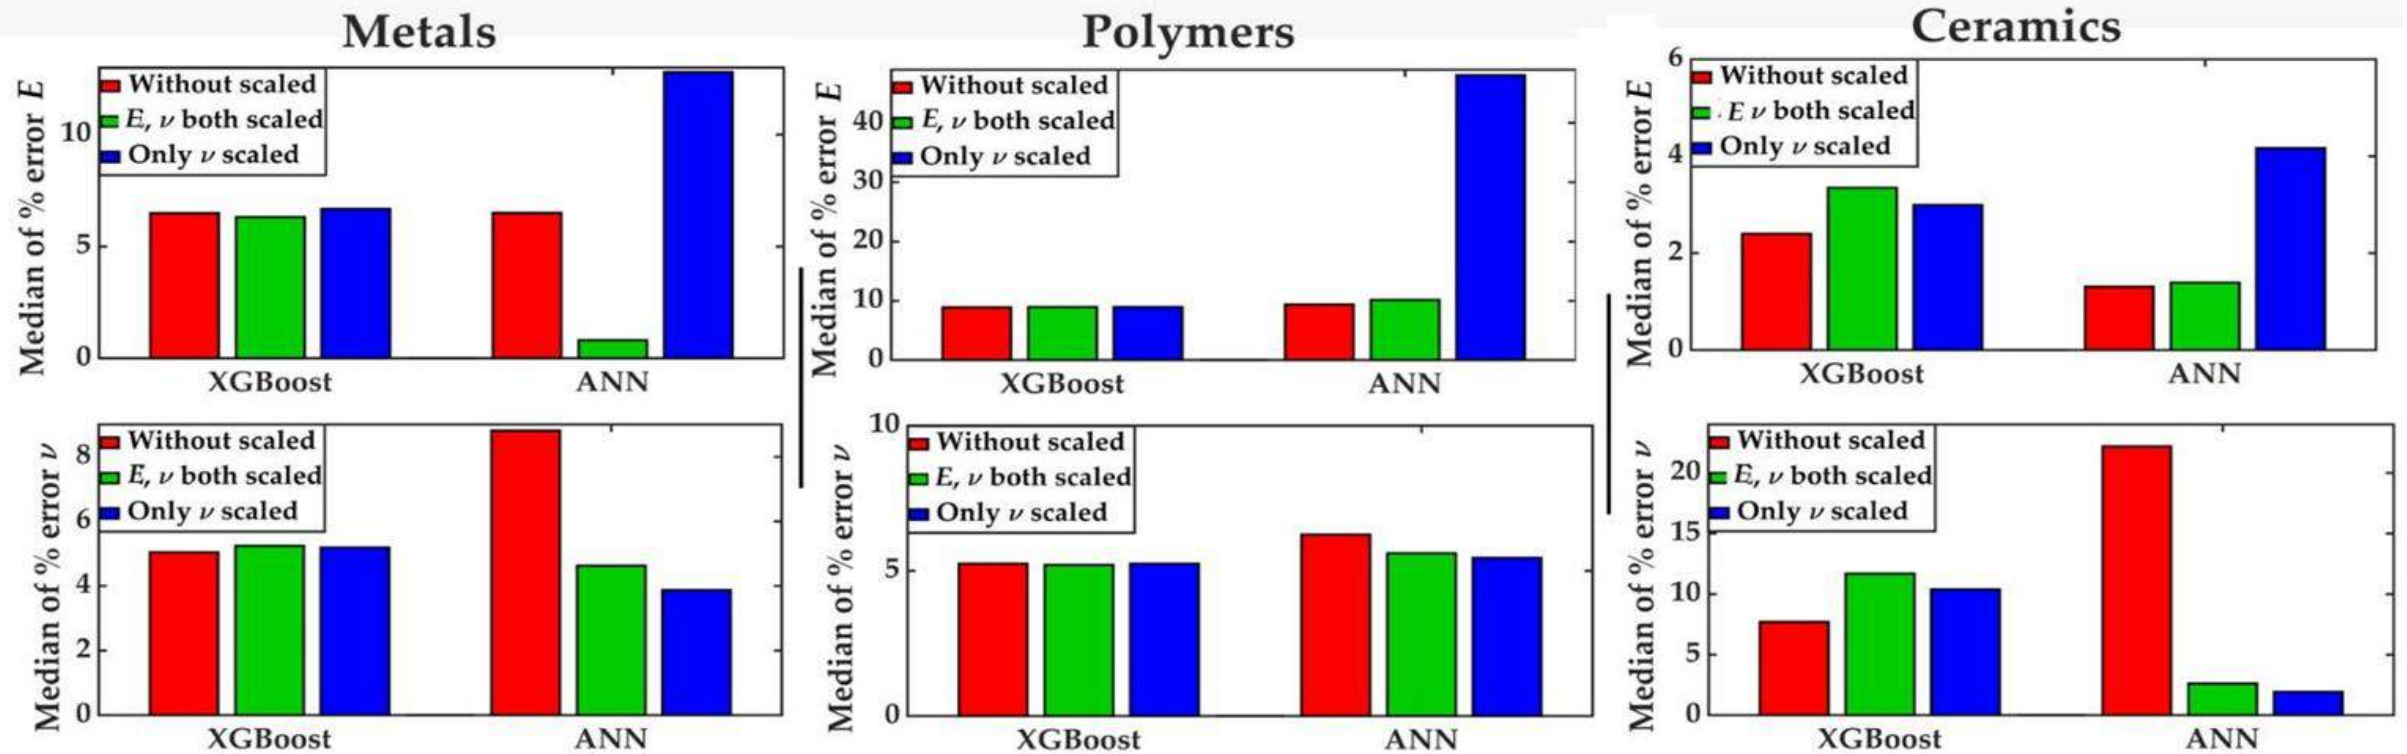 Metals
Median of % error E
10
5
0
Without scaled
E, ν both scaled
Only ν scaled
XGBoost
ANN
Polymers
Median of % error E
40
30
20
10
0
Without scaled
E, ν both scaled
Only ν scaled
XGBoost
ANN
Ceramics
Median of % error E
6
4
2
0
Without scaled
E ν both scaled
Only ν scaled
XGBoost
ANN
Median of % error ν
8
6
4
2
0
Without scaled
E, ν both scaled
Only ν scaled
XGBoost
ANN
Median of % error ν
10
5
0
Without scaled
E, ν both scaled
Only ν scaled
XGBoost
ANN
Median of % error ν
20
15
10
5
0
Without scaled
E, ν both scaled
Only ν scaled
XGBoost
ANN